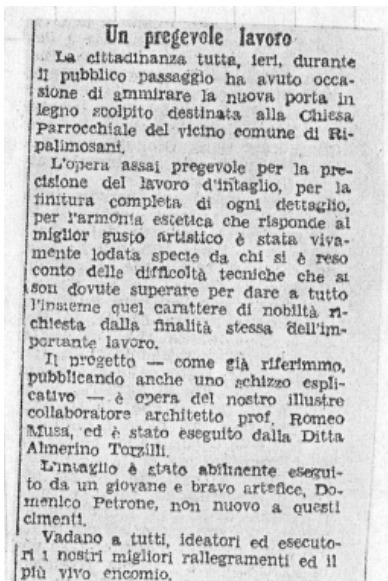 Un pregevole lavoro
La cittadinanza tutta, ieri, durante
il pubblico passaggio ha avuto occa-
sione di ammirare la nuova porta in
legno scolpito destinata alla Chiesa
Parrocchiale del vicino comune di Ri-
palimosani.
L'opera assai pregevole per la pre-
cisione del lavoro d'intaglio, per la
finitura completa di ogni dettaglio,
per l'armonia estetica che risponde al
miglior gusto artistico è stata viva-
mente lodata specie da chi si è reso
conto delle difficoltà tecniche che si
son dovute superare per dare a tutto
l'insieme quel carattere di nobiltà ri-
chiesta dalla finalità stessa dell'im-
portante lavoro.
Il progetto — come già riferimmo,
pubblicando anche uno schizzo espli-
cativo — è opera del nostro illustre
collaboratore architetto prof. Romeo
Musa, ed è stato eseguito dalla Ditta
Almerino Torzilli.
L'intaglio è stato abilmente esegui-
to da un giovane e bravo artefice, Do-
menico Petrone, non nuovo a questi
cimenti.
Vadano a tutti, ideatori ed esecuto-
ri i nostri migliori rallegramenti ed il
più vivo encomio.